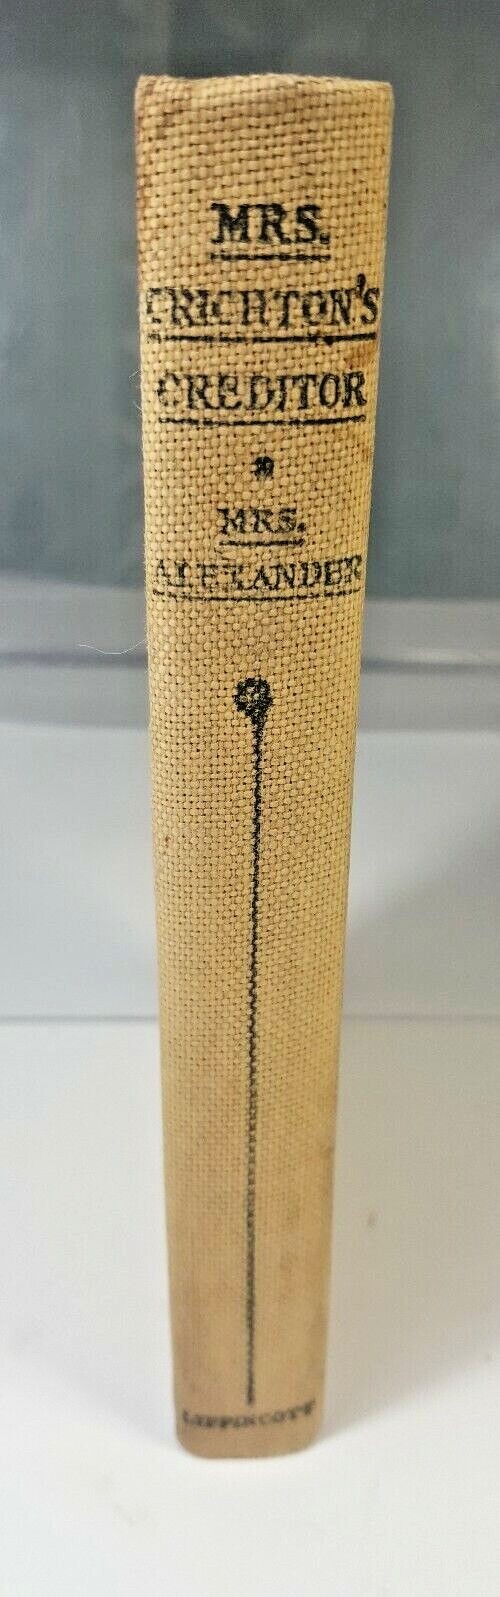 MRS.
CRICHTON'S
CREDITOR
MRS.
ALEXANDER
LIPPINCOTT